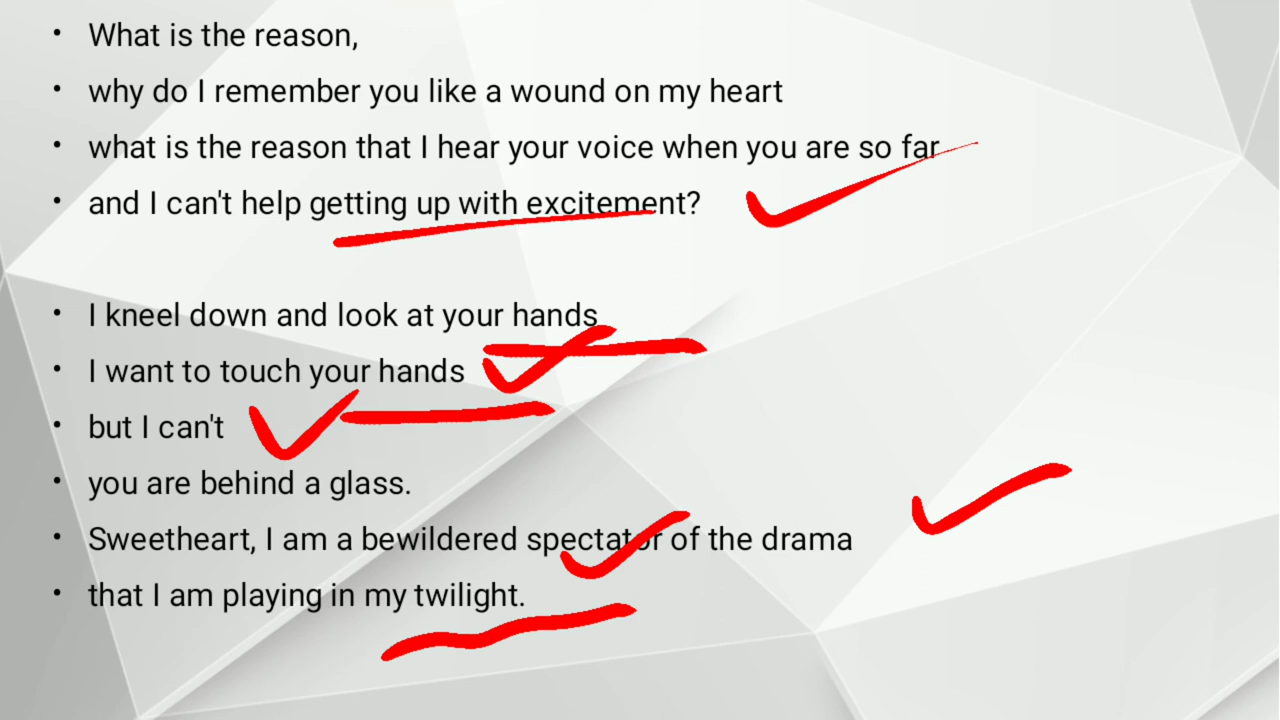 • What is the reason,
• why do I remember you like a wound on my heart
• what is the reason that I hear your voice when you are so far
• and I can't help getting up with excitement?
• I kneel down and look at your hands
• I want to touch your hands
• but I can't
• you are behind a glass.
• Sweetheart, I am a bewildered spectator of the drama
• that I am playing in my twilight.